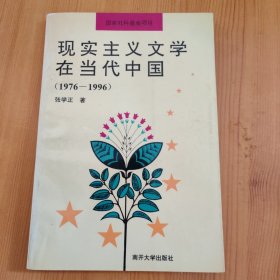 国家社科基金项目
现实主义文学
在当代中国
(1976—1996)
张学正 著
南开大学出版社